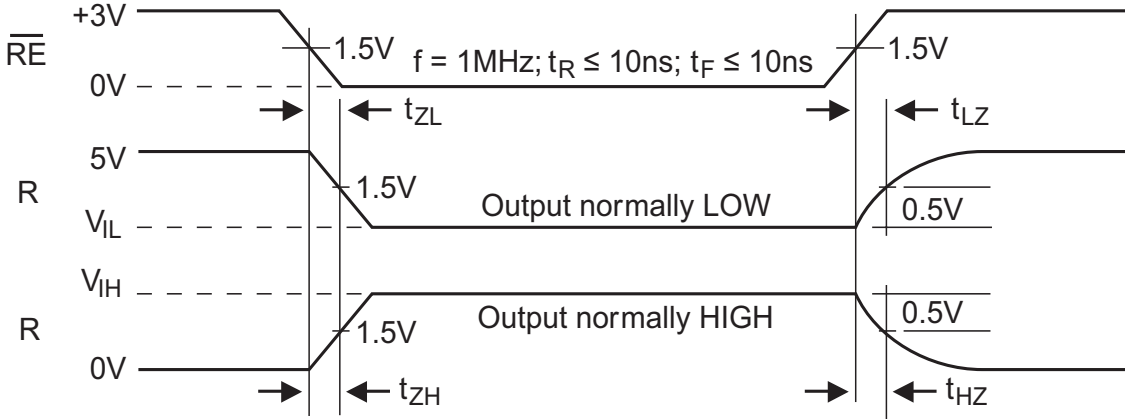 +3V
RE
1.5V
f = 1MHz; tR ≤ 10ns; tF ≤ 10ns
1.5V
0V
tZL
tLZ
5V
R
1.5V
Output normally LOW
0.5V
VIL
VIH
R
1.5V
Output normally HIGH
0.5V
0V
tZH
tHZ